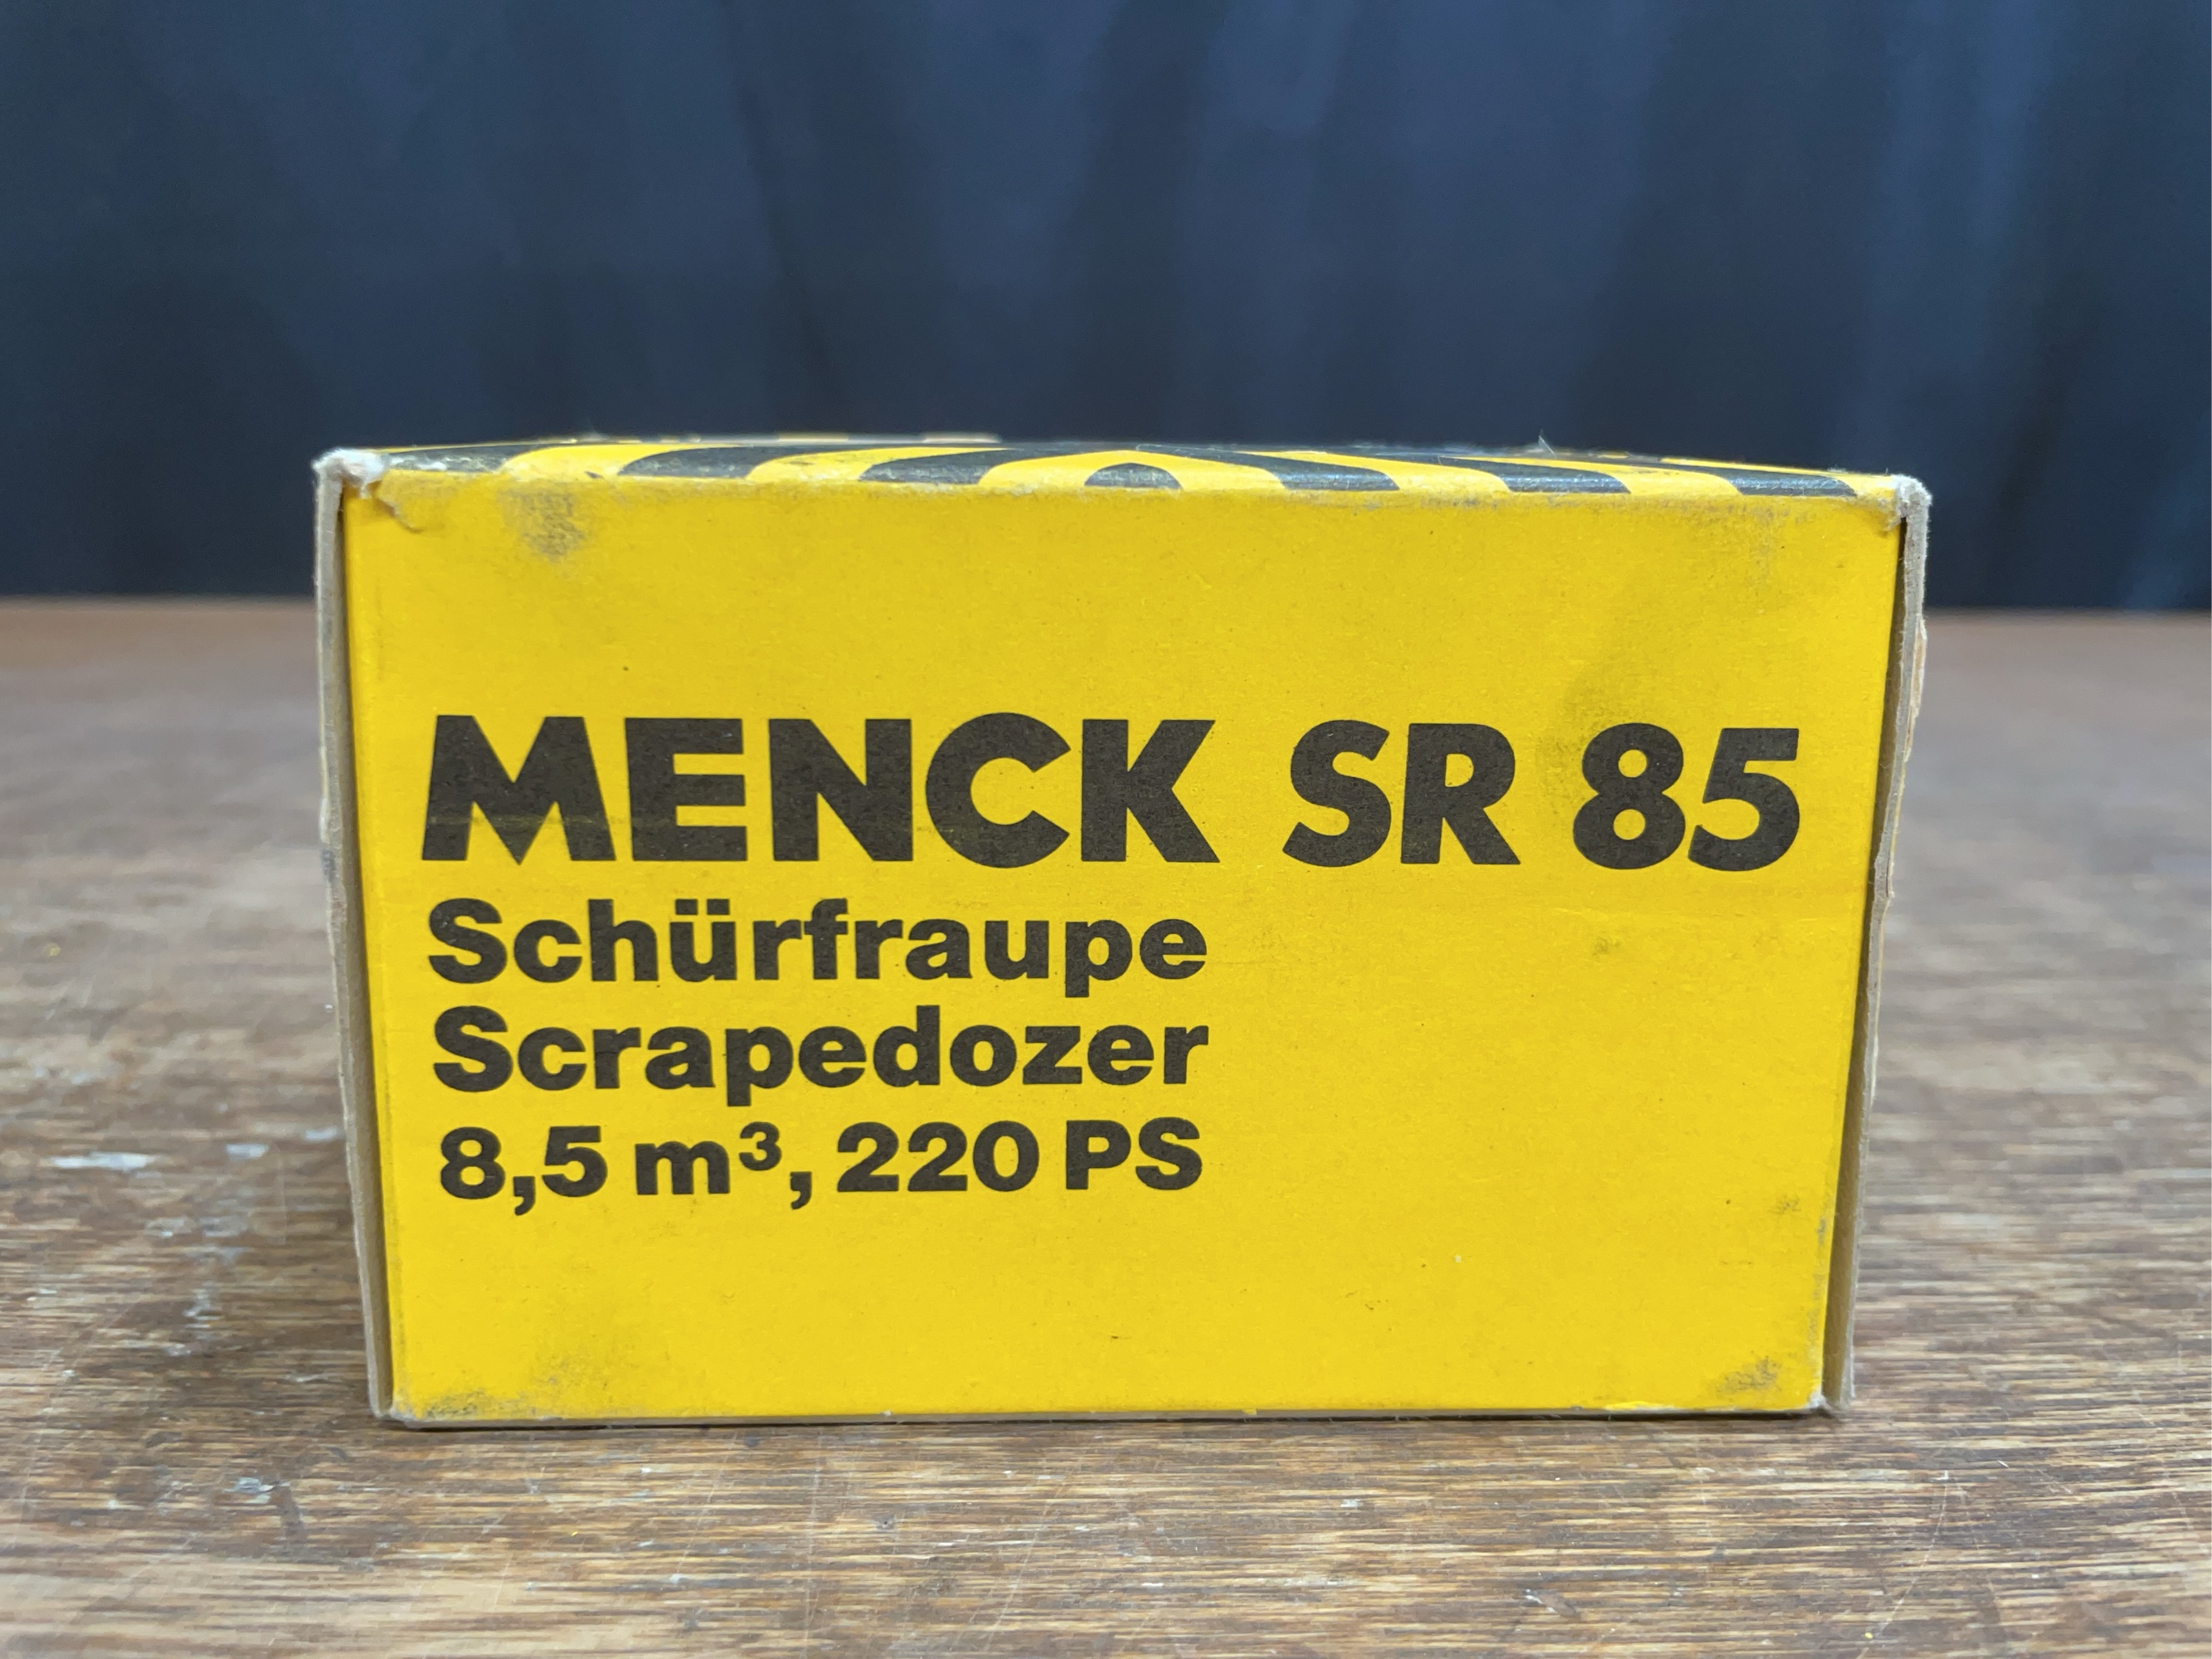 MENCK SR 85
Schürfraupe
Scrapedozer
8,5 m³, 220 PS